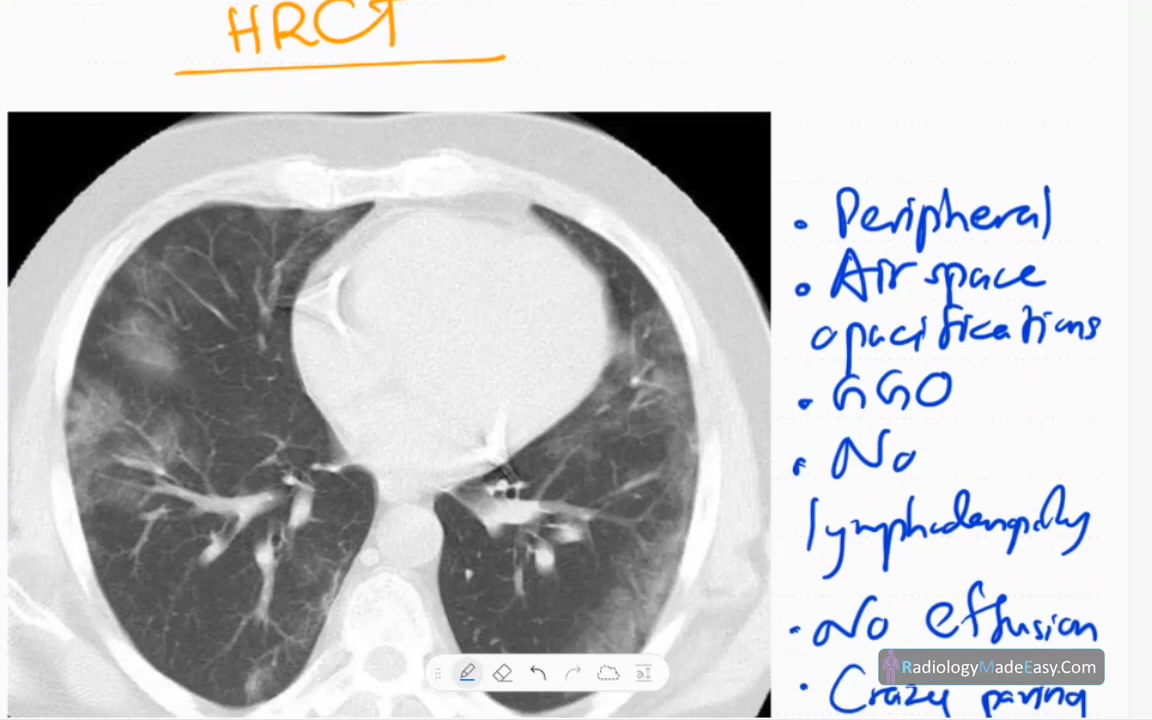 HRCT
• Peripheral
• Air space
opacifications
• GGO
• No
lymphadenopathy
• No effusion
RadiologyMadeEasy.Com
• Crazy paving